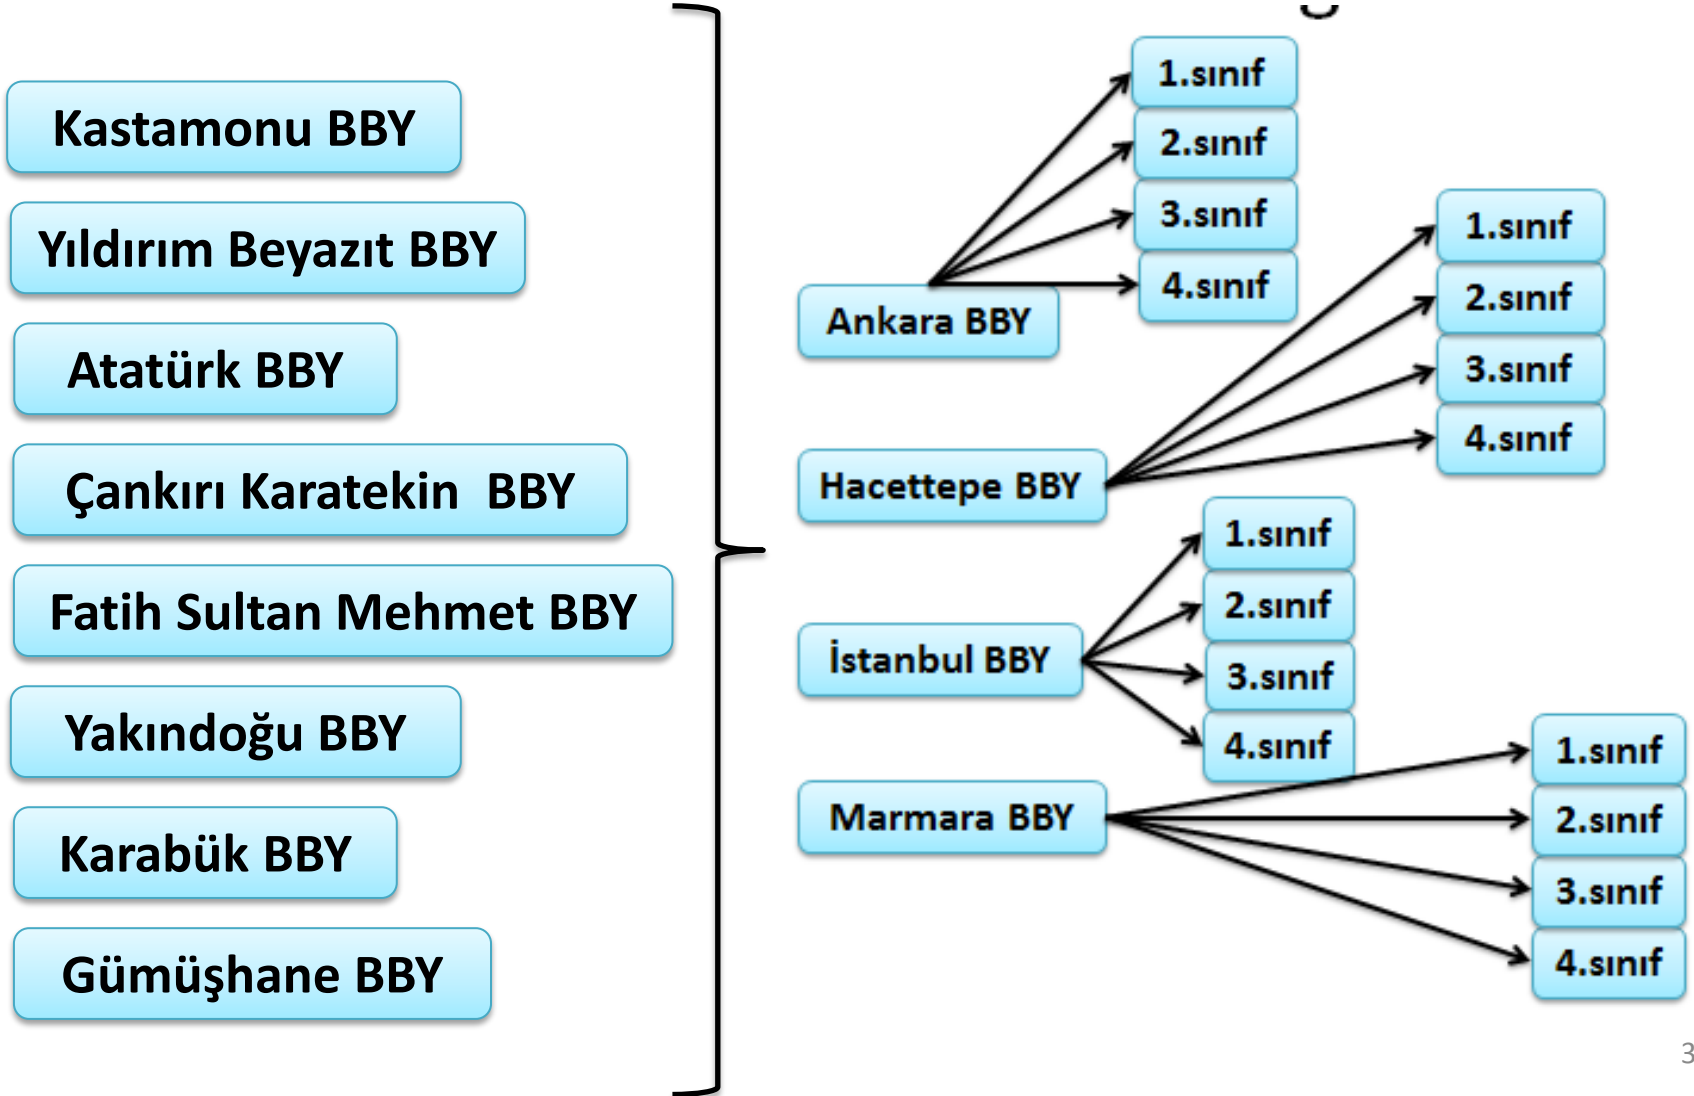 Kastamonu BBY
Yıldırım Beyazıt BBY
Atatürk BBY
Çankırı Karatekin BBY
Fatih Sultan Mehmet BBY
Yakındoğu BBY
Karabük BBY
Gümüşhane BBY
Ankara BBY
1.sınıf
2.sınıf
3.sınıf
4.sınıf
Hacettepe BBY
1.sınıf
2.sınıf
3.sınıf
4.sınıf
İstanbul BBY
1.sınıf
2.sınıf
3.sınıf
4.sınıf
Marmara BBY
1.sınıf
2.sınıf
3.sınıf
4.sınıf
3